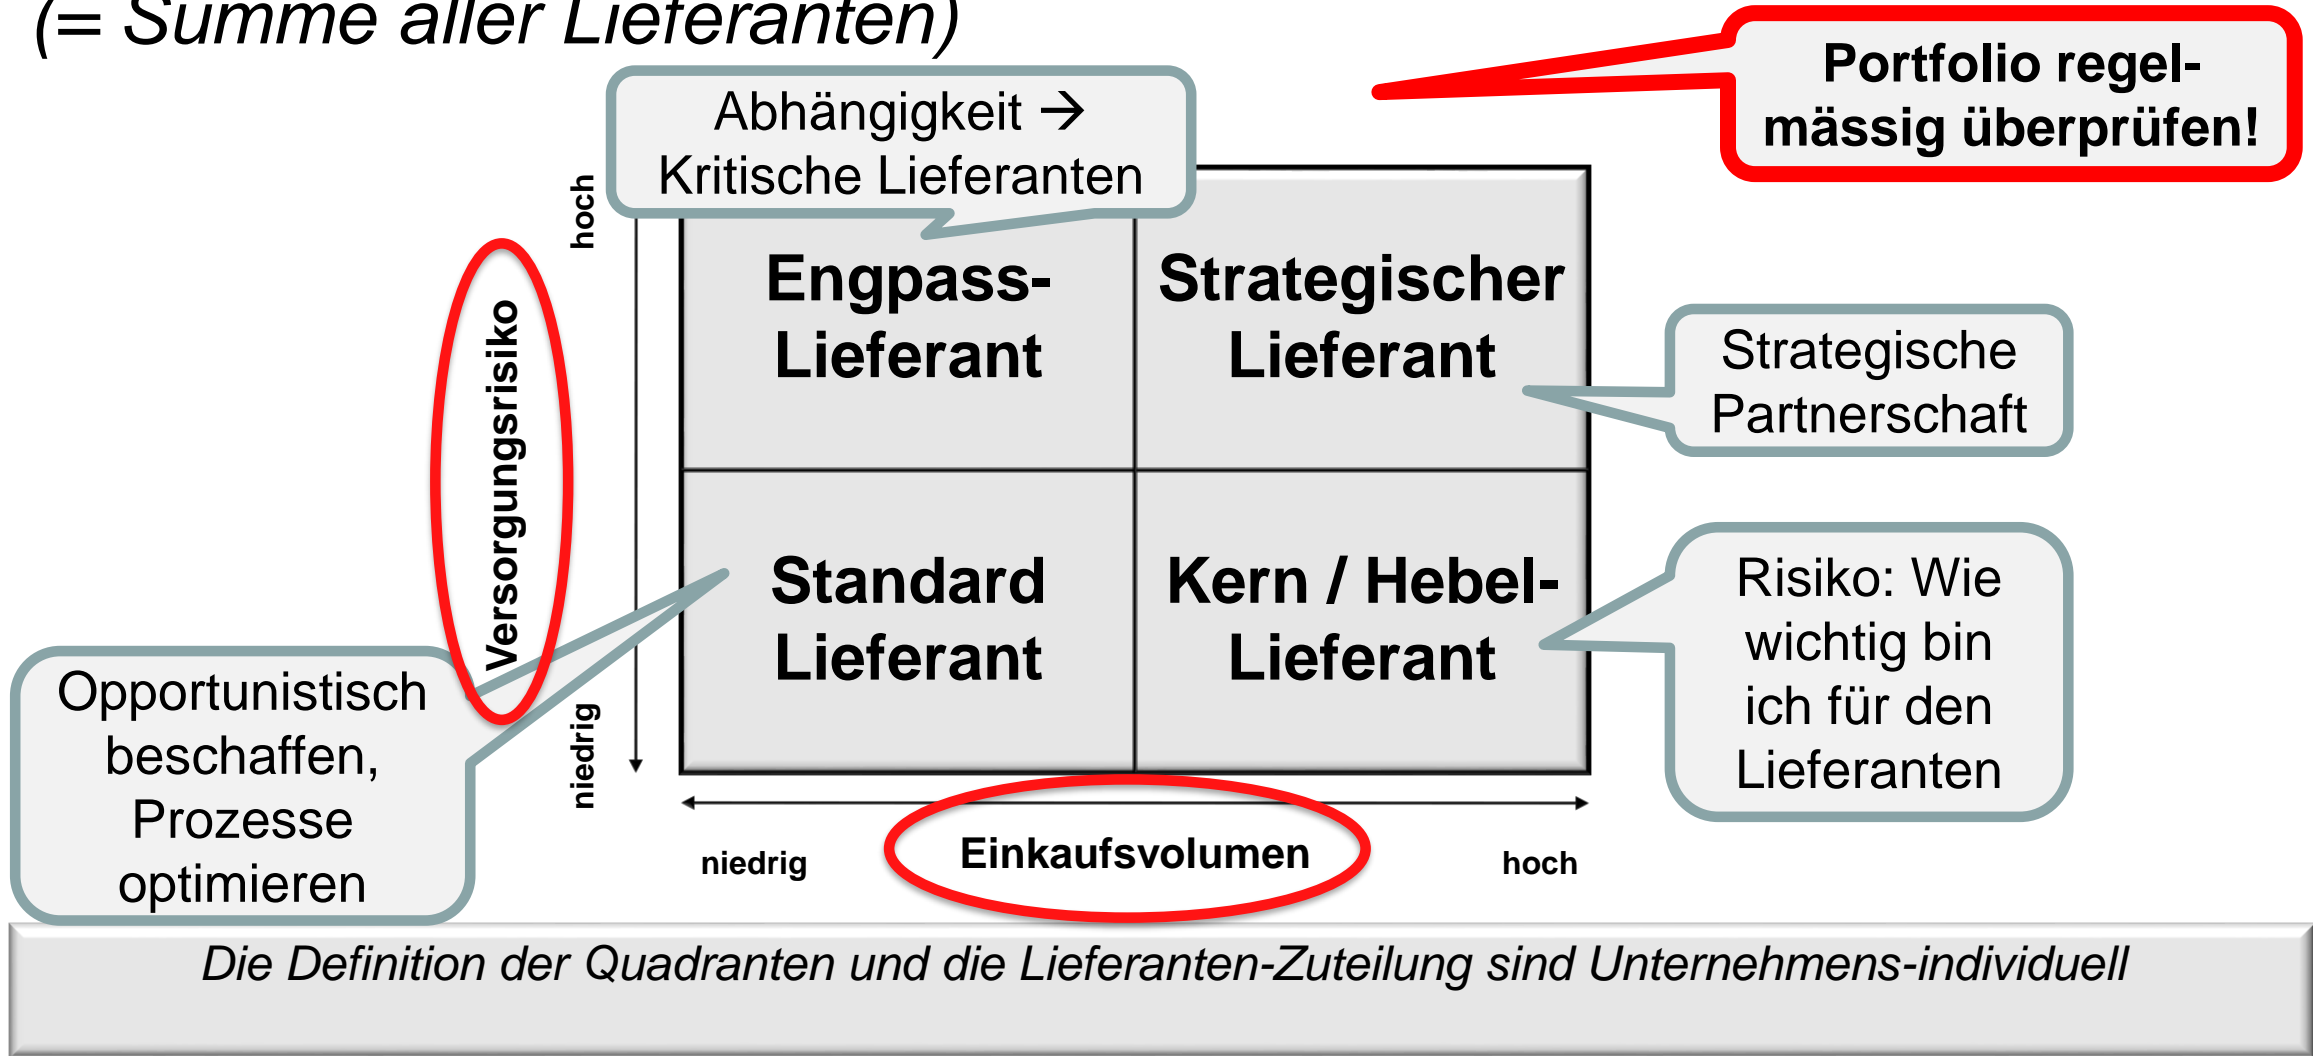 (= Summe aller Lieferanten)
Portfolio regel-
mässig überprüfen!
Abhängigkeit →
Kritische Lieferanten
hoch
Versorgungsrisiko
niedrig
Engpass-
Lieferant
Strategischer
Lieferant
Strategische
Partnerschaft
Standard
Lieferant
Kern / Hebel-
Lieferant
Risiko: Wie
wichtig bin
ich für den
Lieferanten
Opportunistisch
beschaffen,
Prozesse
optimieren
niedrig
Einkaufsvolumen
hoch
Die Definition der Quadranten und die Lieferanten-Zuteilung sind Unternehmens-individuell